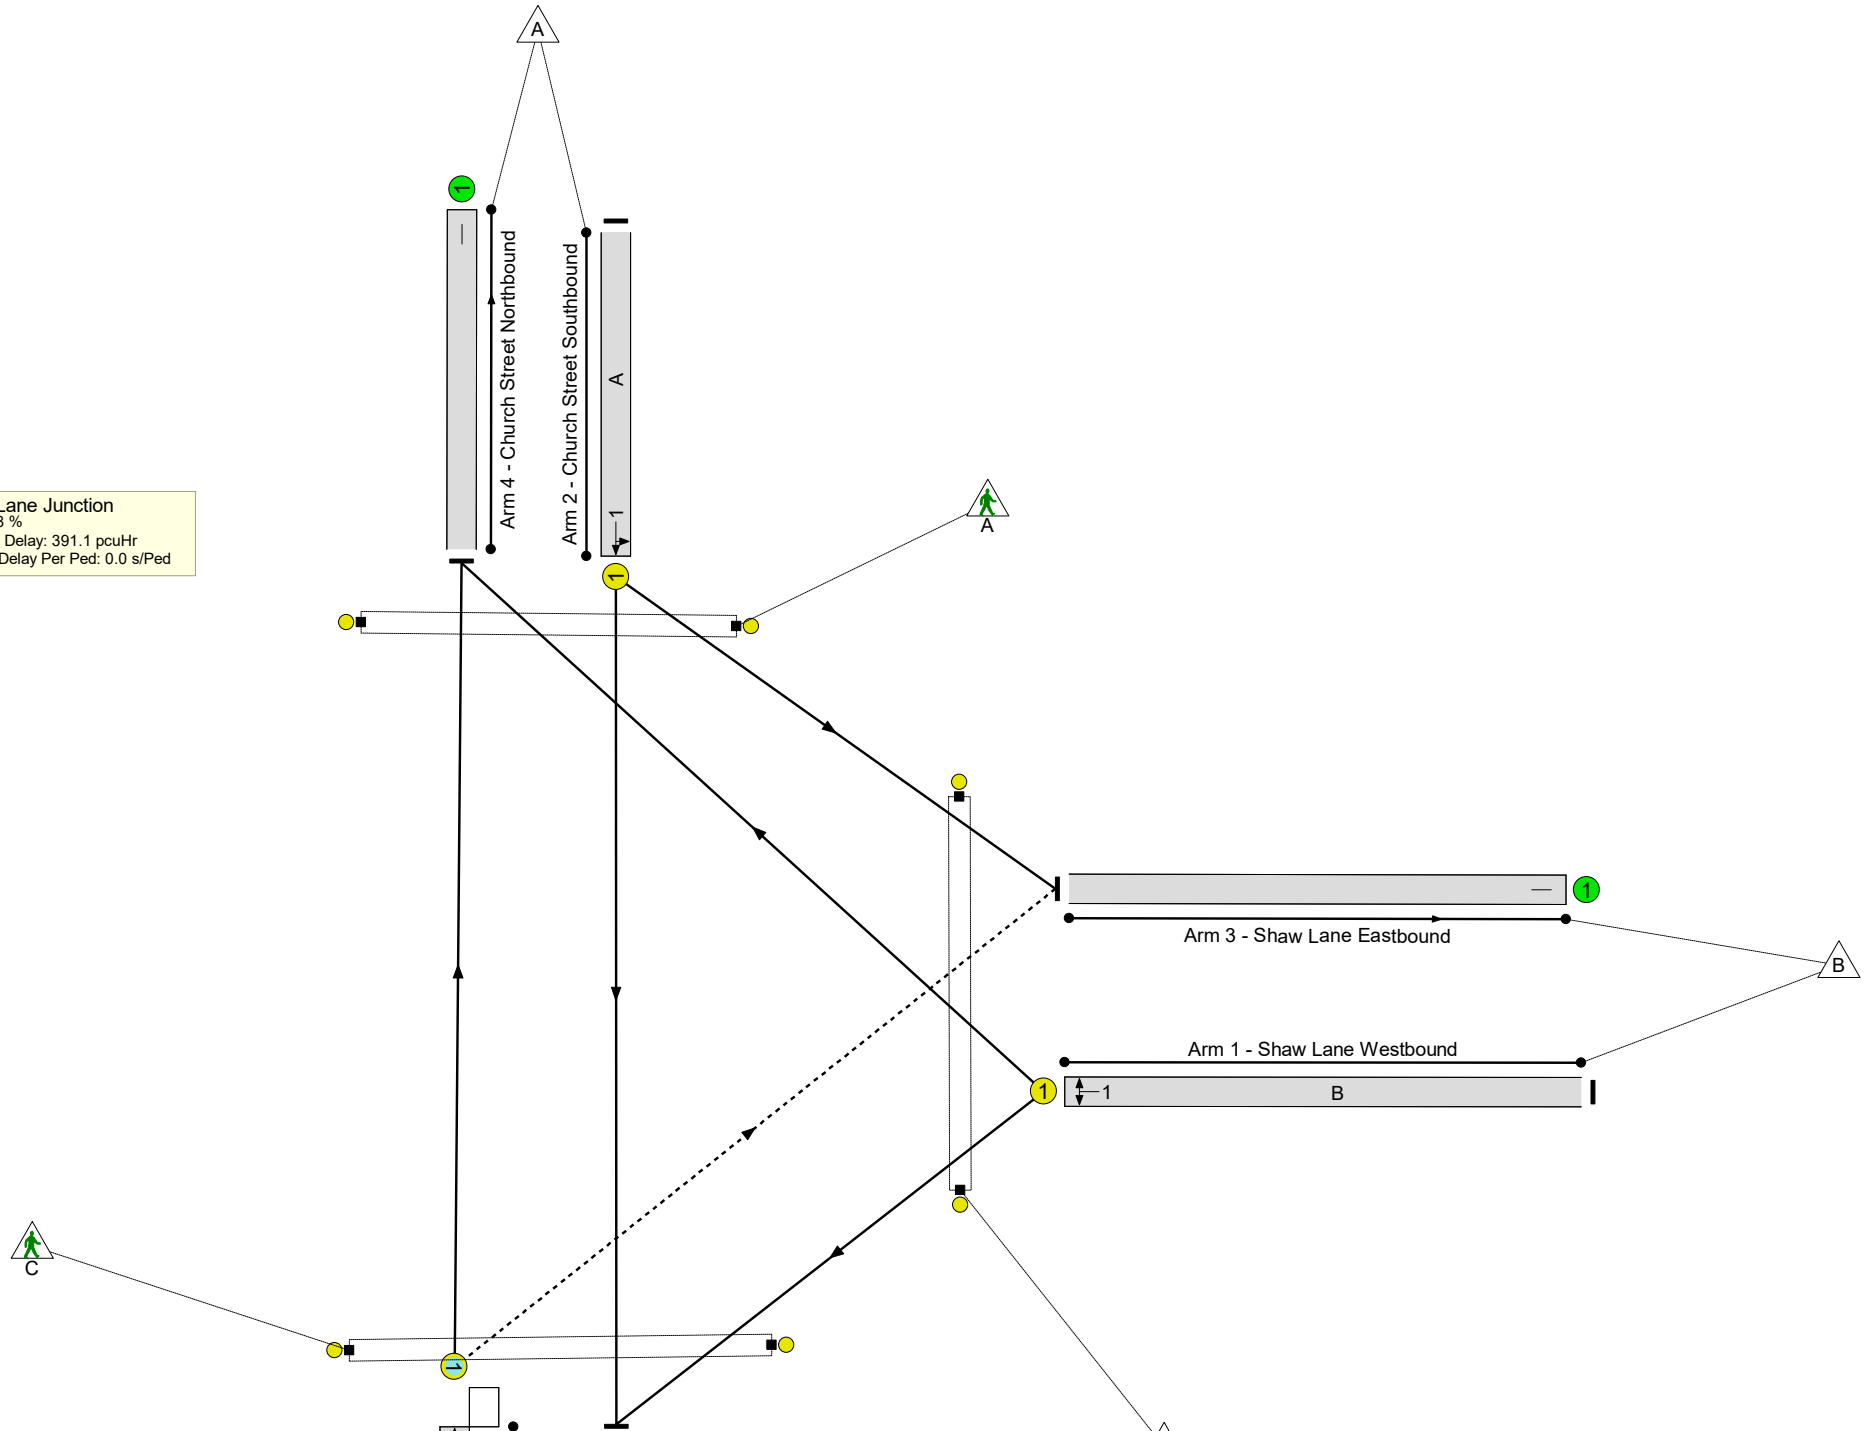 A
1
Arm 4 - Church Street Northbound
Arm 2 - Church Street Southbound
A
1
1
A
Lane Junction
%
Delay: 391.1 pcuHr
Delay Per Ped: 0.0 s/Ped
1
Arm 3 - Shaw Lane Eastbound
B
Arm 1 - Shaw Lane Westbound
1
1
B
C
1